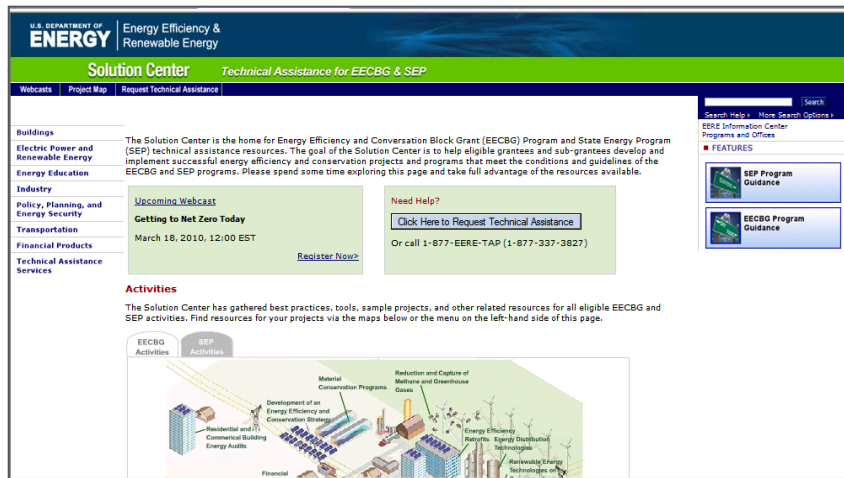 U.S. DEPARTMENT OF
ENERGY
Energy Efficiency &
Renewable Energy
Solution Center
Technical Assistance for EECBG & SEP
Webcasts
Project Map
Request Technical Assistance
Search
Search Help
More Search Options
EERE Information Center
Programs and Offices
FEATURES
SEP Program
Guidance
EECBG Program
Guidance
Buildings
Electric Power and
Renewable Energy
Energy Education
Industry
Policy, Planning, and
Energy Security
Transportation
Financial Products
Technical Assistance
Services
The Solution Center is the home for Energy Efficiency and Conversation Block Grant (EECBG) Program and State Energy Program
(SEP) technical assistance resources. The goal of the Solution Center is to help eligible grantees and sub-grantees develop and
implement successful energy efficiency and conservation projects and programs that meet the conditions and guidelines of the
EECBG and SEP programs. Please spend some time exploring this page and take full advantage of the resources available.
Upcoming Webcast
Getting to Net Zero Today
March 18, 2010, 12:00 EST
Register Now>
Need Help?
Click Here to Request Technical Assistance
Or call 1-877-EERE-TAP (1-877-337-3827)
Activities
The Solution Center has gathered best practices, tools, sample projects, and other related resources for all eligible EECBG and
SEP activities. Find resources for your projects via the maps below or the menu on the left-hand side of this page.
EECBG
Activities
SEP
Activities
Material
Conservation Programs
Reduction and Capture of
Methane and Greenhouse
Gases
Development of an
Energy Efficiency and
Conservation Strategy
Residential and
Commerical Building
Energy Audits
Energy Efficiency
Retrofits
Energy Distribution
Technologies
Renewable Energy
Technologies on
Financial